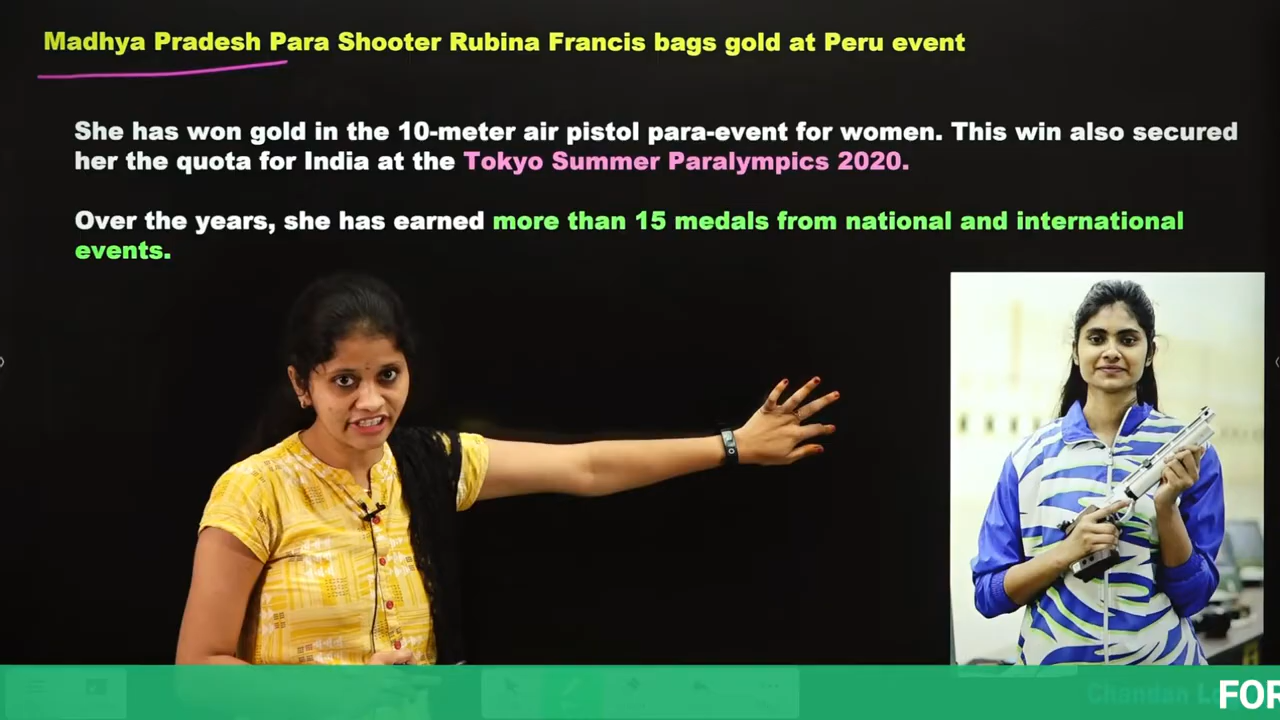 Madhya Pradesh Para Shooter Rubina Francis bags gold at Peru event
She has won gold in the 10-meter air pistol para-event for women. This win also secured
her the quota for India at the Tokyo Summer Paralympics 2020.
Over the years, she has earned more than 15 medals from national and international
events.
Chandan
FOR